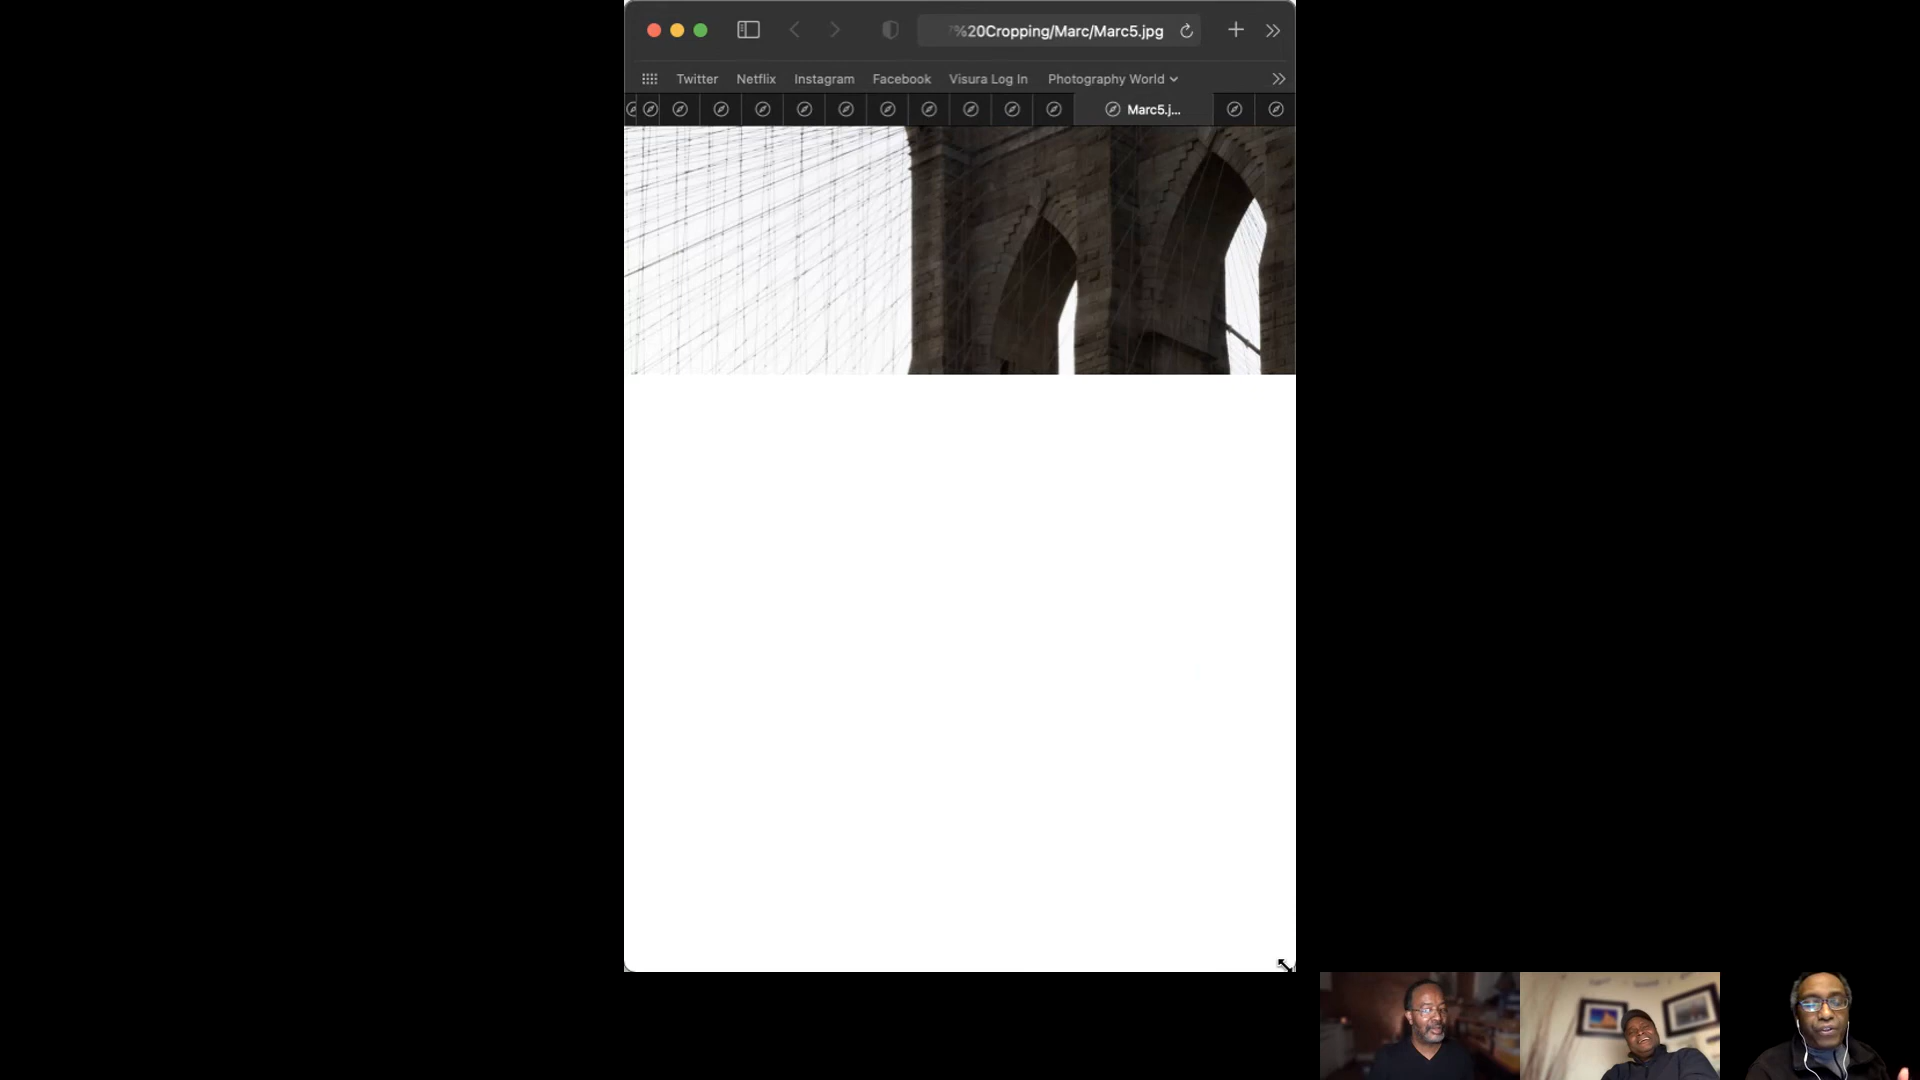 %20Cropping/Marc/Marc5.jpg
Twitter Netflix Instagram Facebook Visura Log In Photography World
Marc5.j...